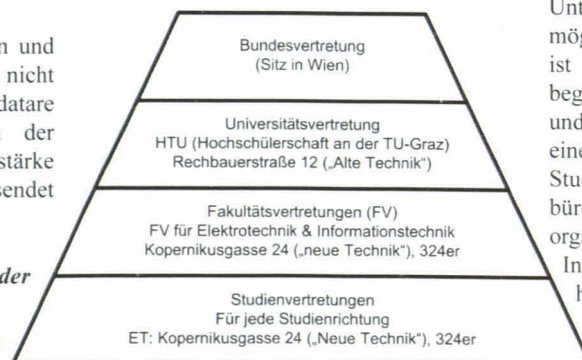 n und
nicht
datare
der
stärke
sendet
der
Bundesvertretung
(Sitz in Wien)
Universitätsvertretung
HTU (Hochschülerschaft an der TU-Graz)
Rechbauerstraße 12 („Alte Technik“)
Fakultätsvertretungen (FV)
FV für Elektrotechnik & Informationstechnik
Kopernikusgasse 24 („neue Technik“), 324er
Studienvertretungen
Für jede Studienrichtung
ET: Kopernikusgasse 24 („Neue Technik“), 324er
Unt
mög
ist
beg
und
eine
Stud
bür
org
In